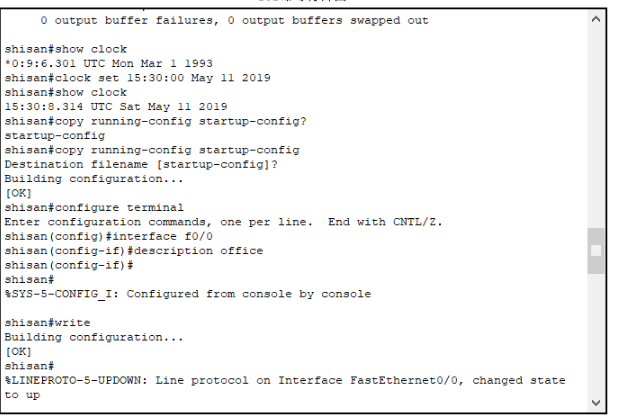 0 output buffer failures, 0 output buffers swapped out
shisan#show clock
*0:9:6.301 UTC Mon Mar 1 1993
shisan#clock set 15:30:00 May 11 2019
shisan#show clock
15:30:8.314 UTC Sat May 11 2019
shisan#copy running-config startup-config?
startup-config
shisan#copy running-config startup-config
Destination filename [startup-config]?
Building configuration...
[OK]
shisan#configure terminal
Enter configuration commands, one per line.  End with CNTL/Z.
shisan(config)#interface f0/0
shisan(config-if)#description office
shisan(config-if)#
shisan#
%SYS-5-CONFIG_I: Configured from console by console
shisan#write
Building configuration...
[OK]
shisan#
%LINEPROTO-5-UPDOWN: Line protocol on Interface FastEthernet0/0, changed state
to up